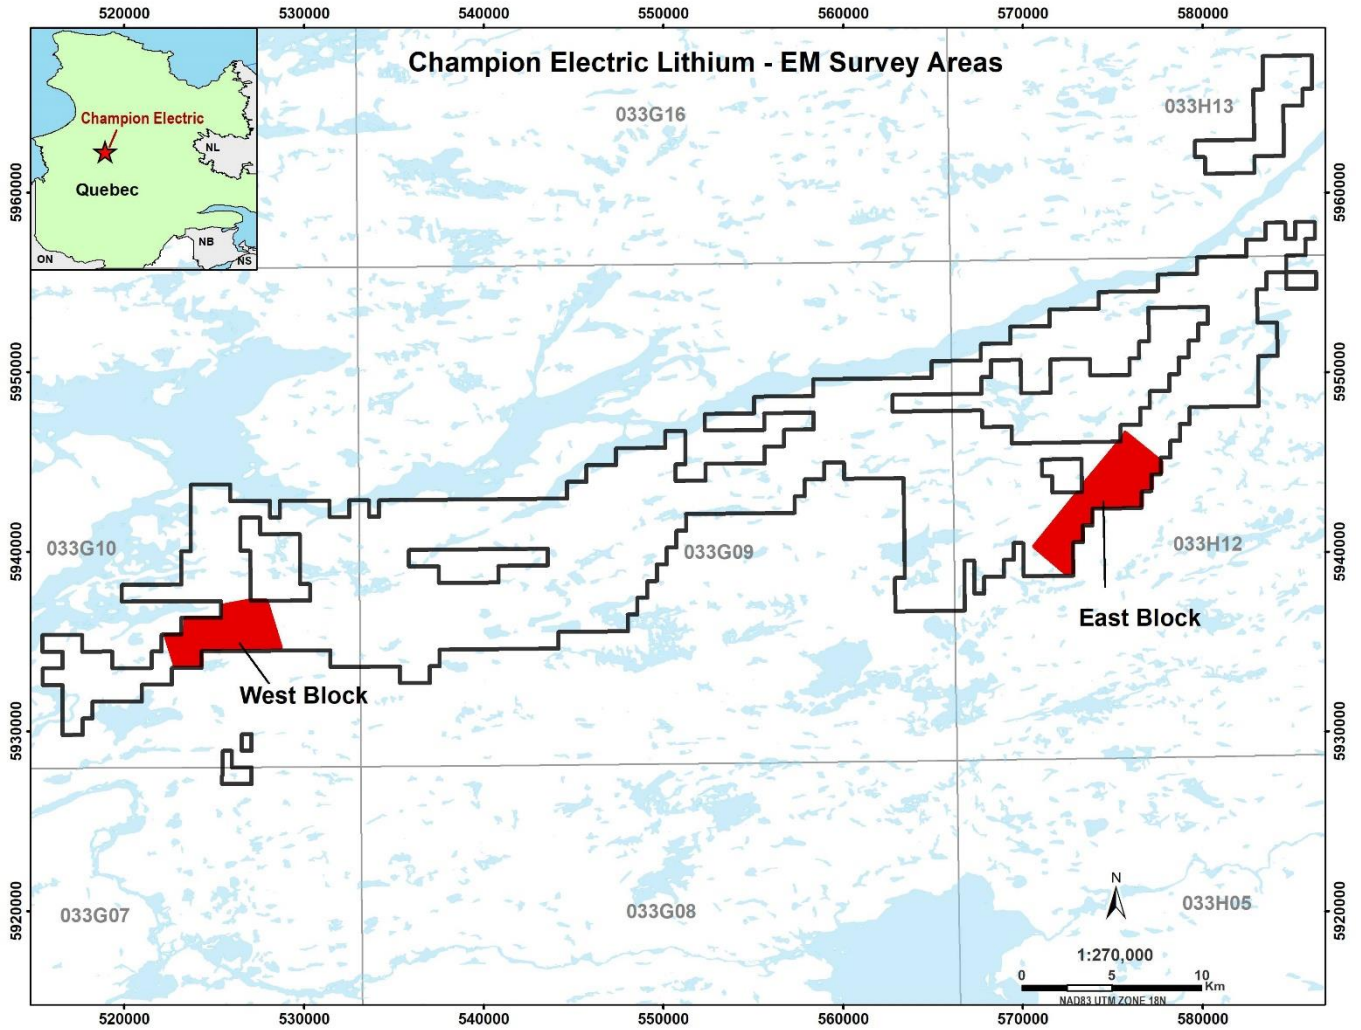 520000 530000 540000 550000 560000 570000 580000
Champion Electric Lithium - EM Survey Areas
033G16
033H13
Champion Electric
NL
Quebec
NB
ON
NS
5960000
5960000
5950000
5950000
033G10
033G09
033H12
5940000
5940000
East Block
West Block
5930000
5930000
033G07
033G08
033H05
N
5920000
5920000
1:270,000
0 5 10
Km
NAD83 UTM ZONE 18N
520000 530000 540000 550000 560000 570000 580000